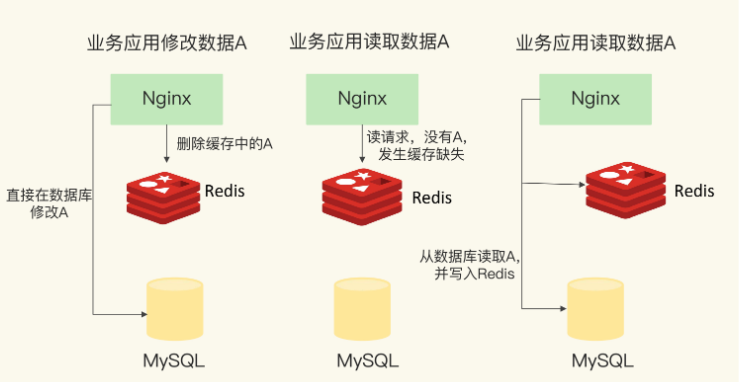 业务应用修改数据A
Nginx
删除缓存中的A
Redis
直接在数据库
修改A
MySQL
业务应用读取数据A
Nginx
读请求，没有A，
发生缓存缺失
Redis
MySQL
业务应用读取数据A
Nginx
Redis
从数据库读取A，
并写入Redis
MySQL